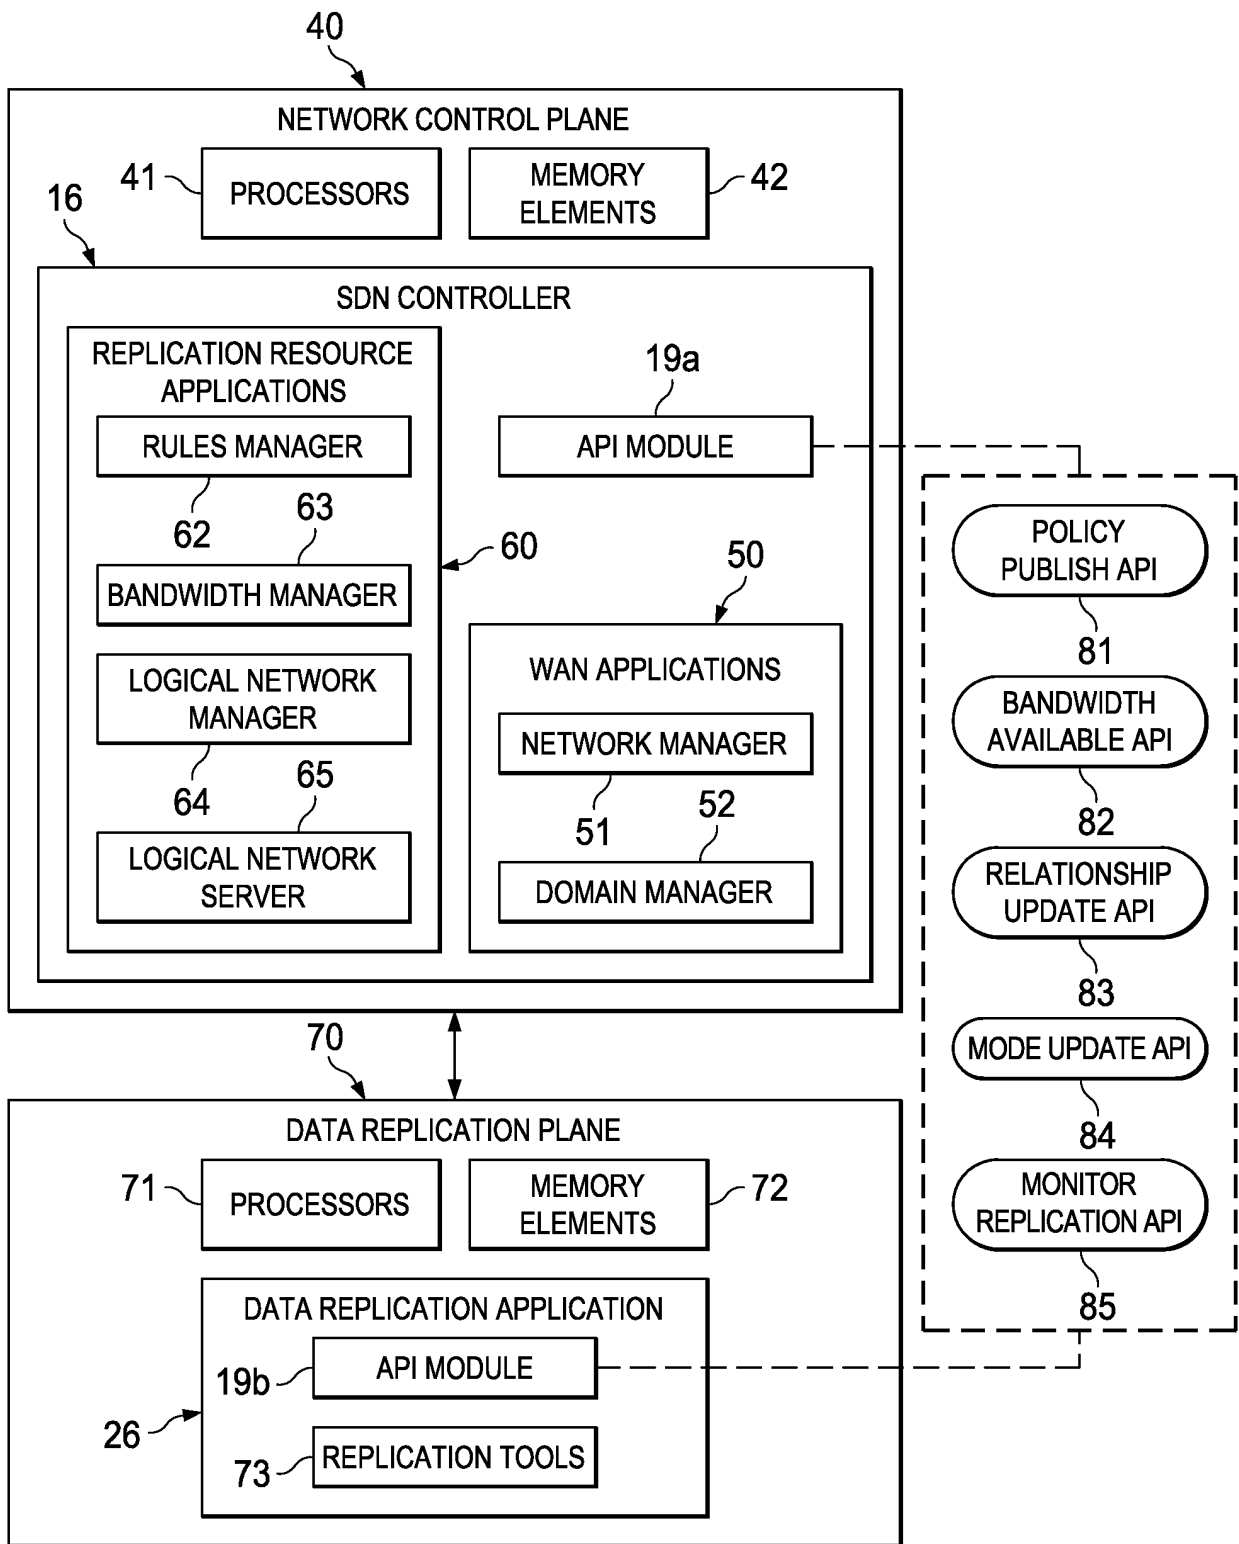 40
NETWORK CONTROL PLANE
41
PROCESSORS
MEMORY
ELEMENTS
42
16
SDN CONTROLLER
REPLICATION RESOURCE
APPLICATIONS
RULES MANAGER
62
63
BANDWIDTH MANAGER
60
LOGICAL NETWORK
MANAGER
64
65
LOGICAL NETWORK
SERVER
19a
API MODULE
50
WAN APPLICATIONS
NETWORK MANAGER
51
52
DOMAIN MANAGER
POLICY
PUBLISH API
81
BANDWIDTH
AVAILABLE API
82
RELATIONSHIP
UPDATE API
83
MODE UPDATE API
84
MONITOR
REPLICATION API
85
70
DATA REPLICATION PLANE
71
PROCESSORS
MEMORY
ELEMENTS
72
DATA REPLICATION APPLICATION
API MODULE
19b
26
REPLICATION TOOLS
73